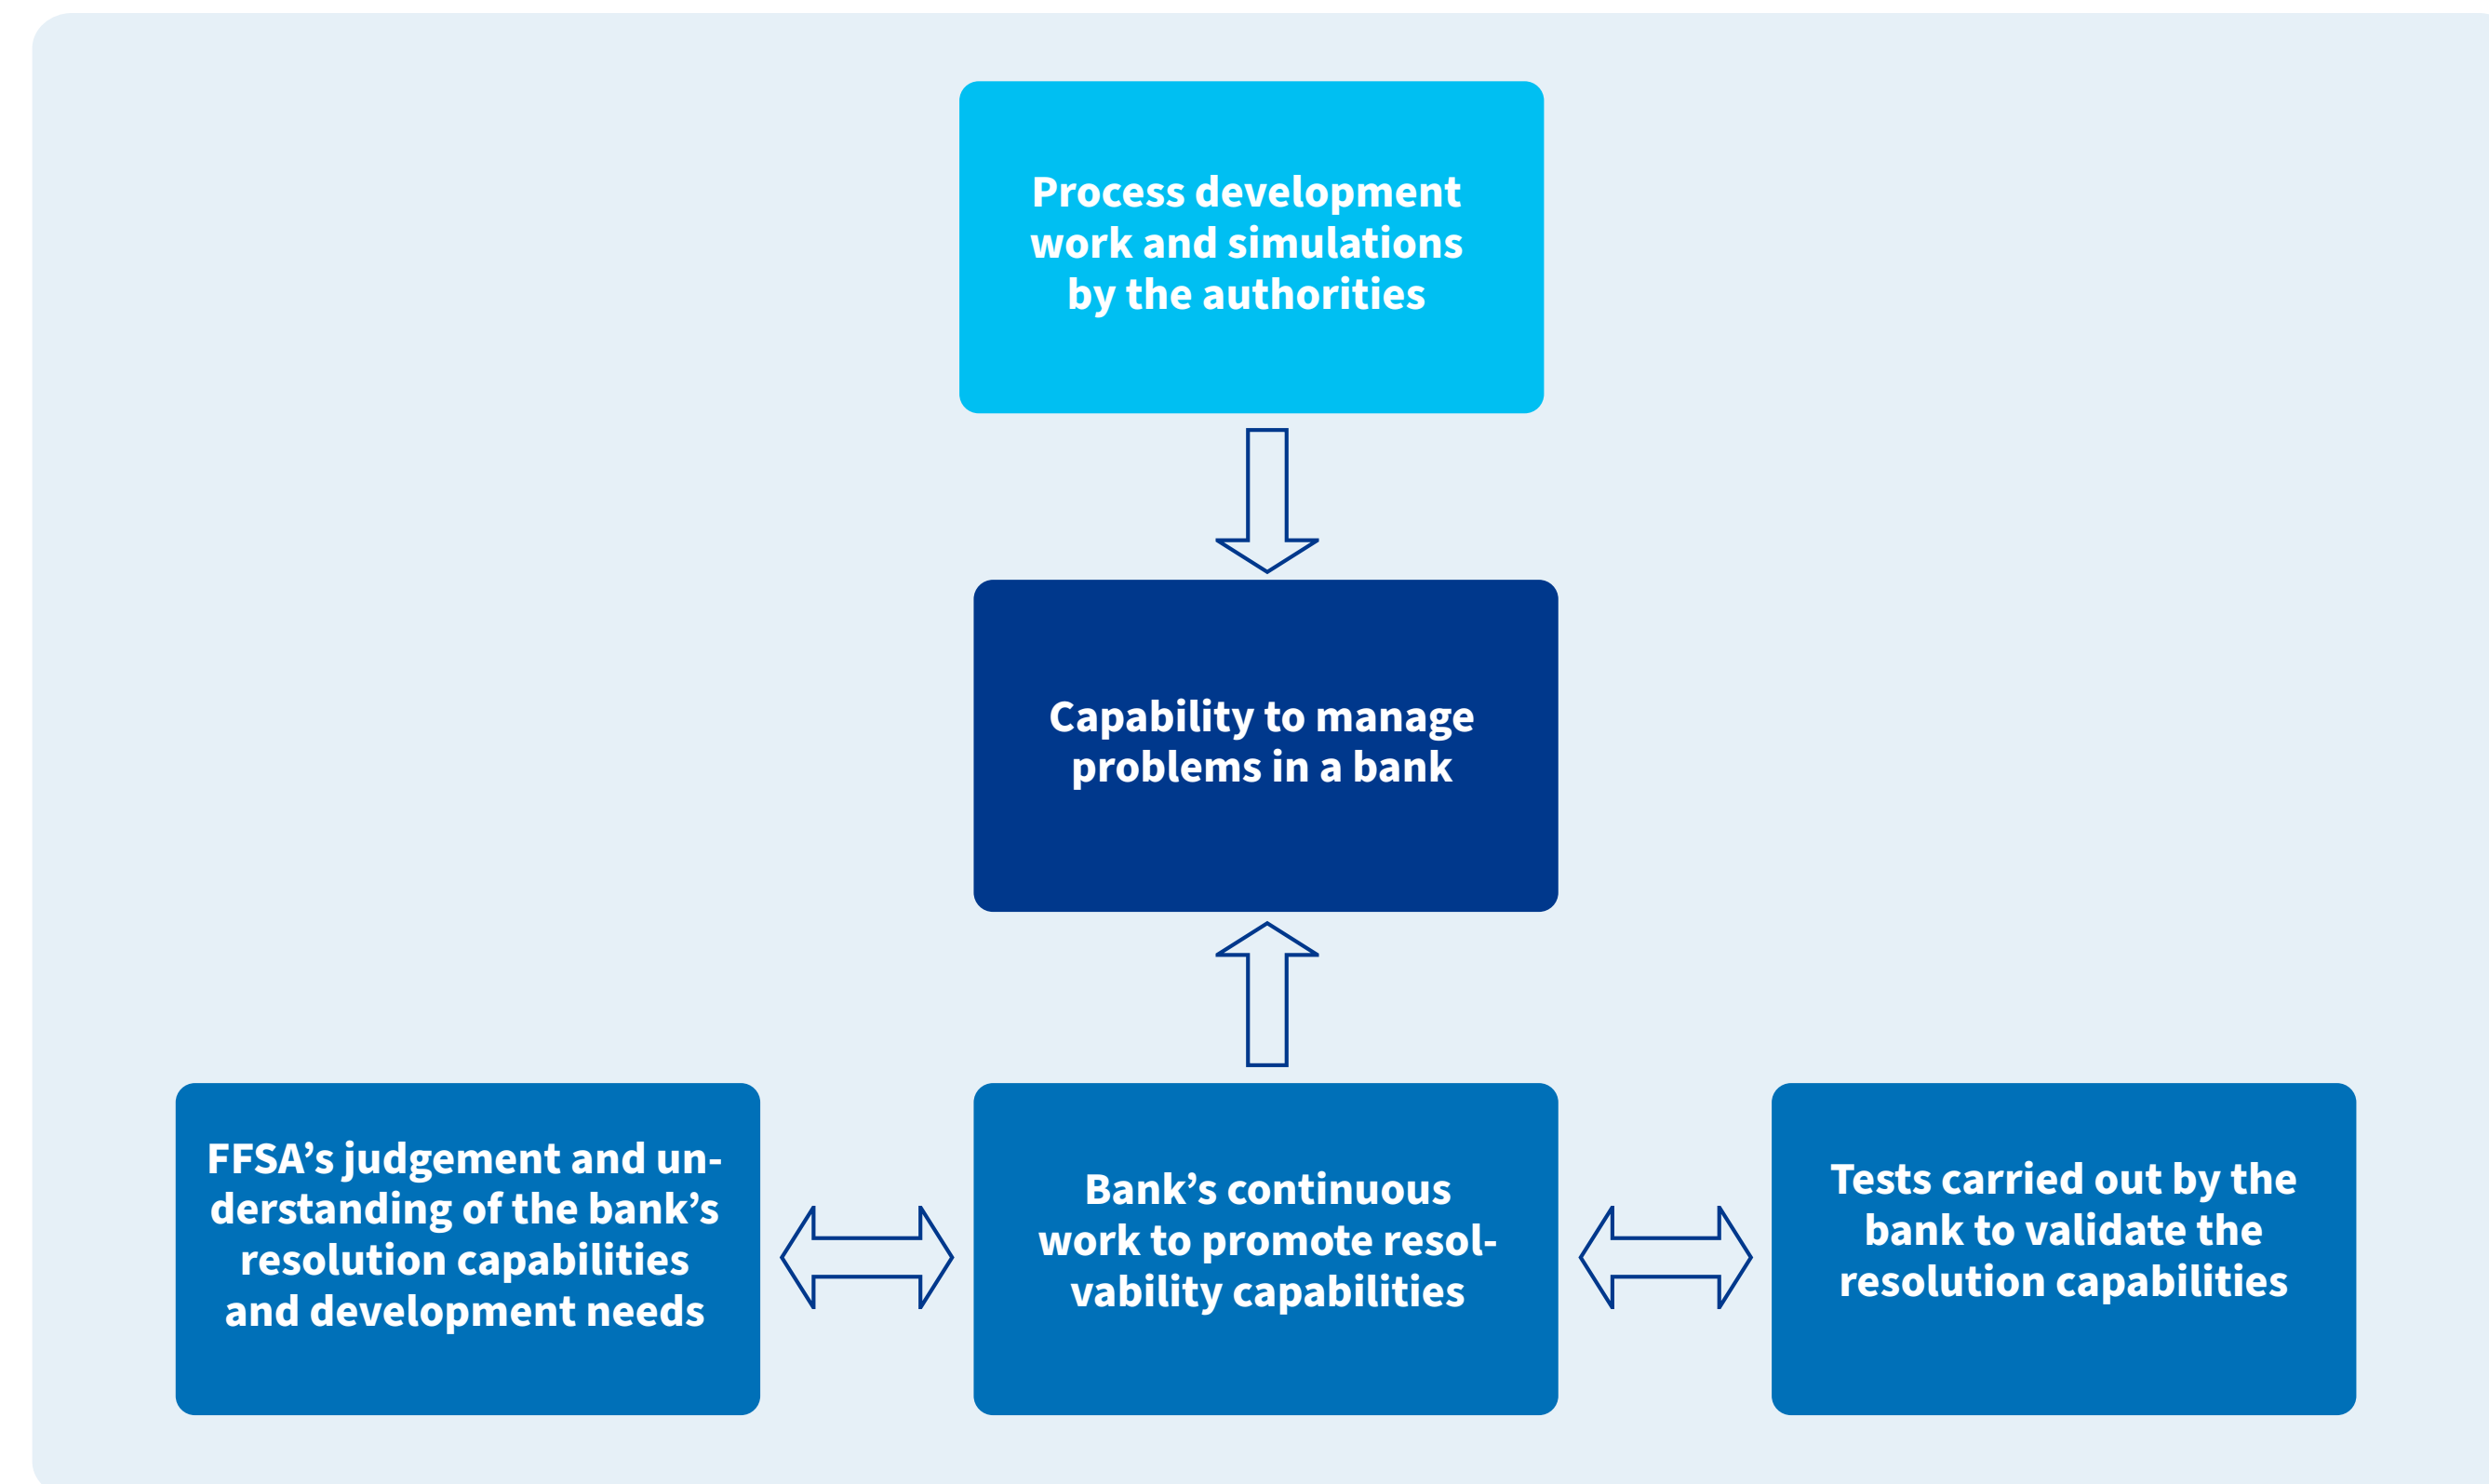 Process development
work and simulations
by the authorities
Capability to manage
problems in a bank
FFSA’s judgement and un-
derstanding of the bank’s
resolution capabilities
and development needs
Bank’s continuous
work to promote resol-
vability capabilities
Tests carried out by the
bank to validate the
resolution capabilities